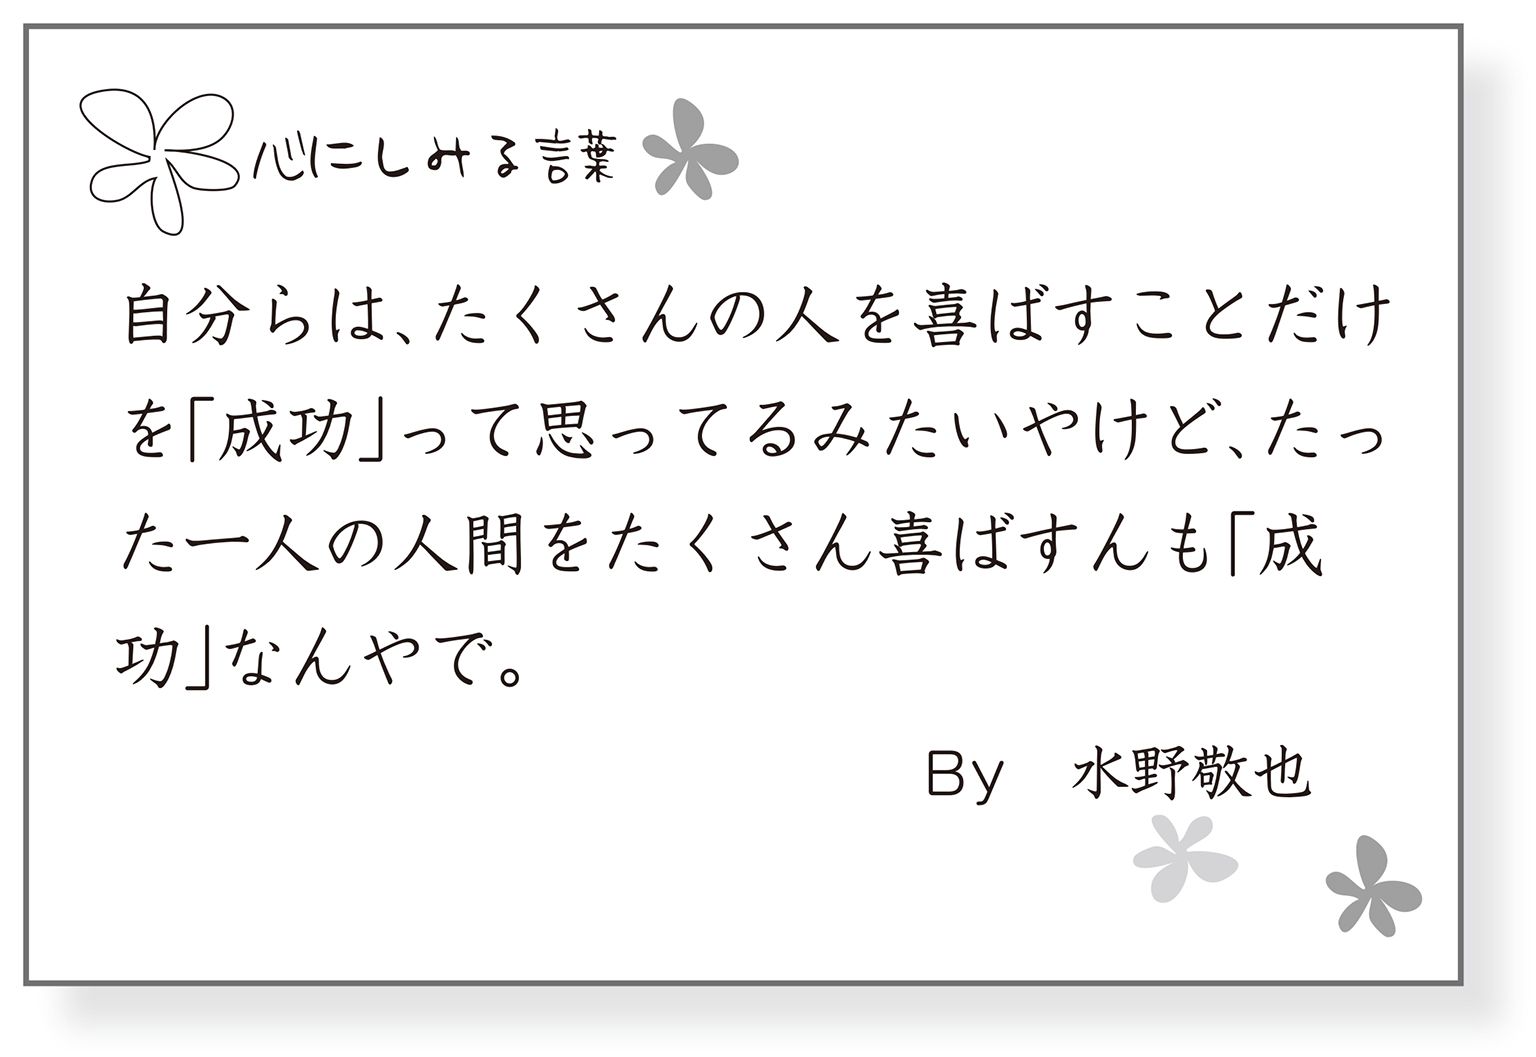 心にしみる言葉
自分らは、たくさんの人を喜ばすことだけ
を「成功」って思ってるみたいやけど、たっ
た一人の人間をたくさん喜ばすんも「成
功」なんやで。
By　水野敬也